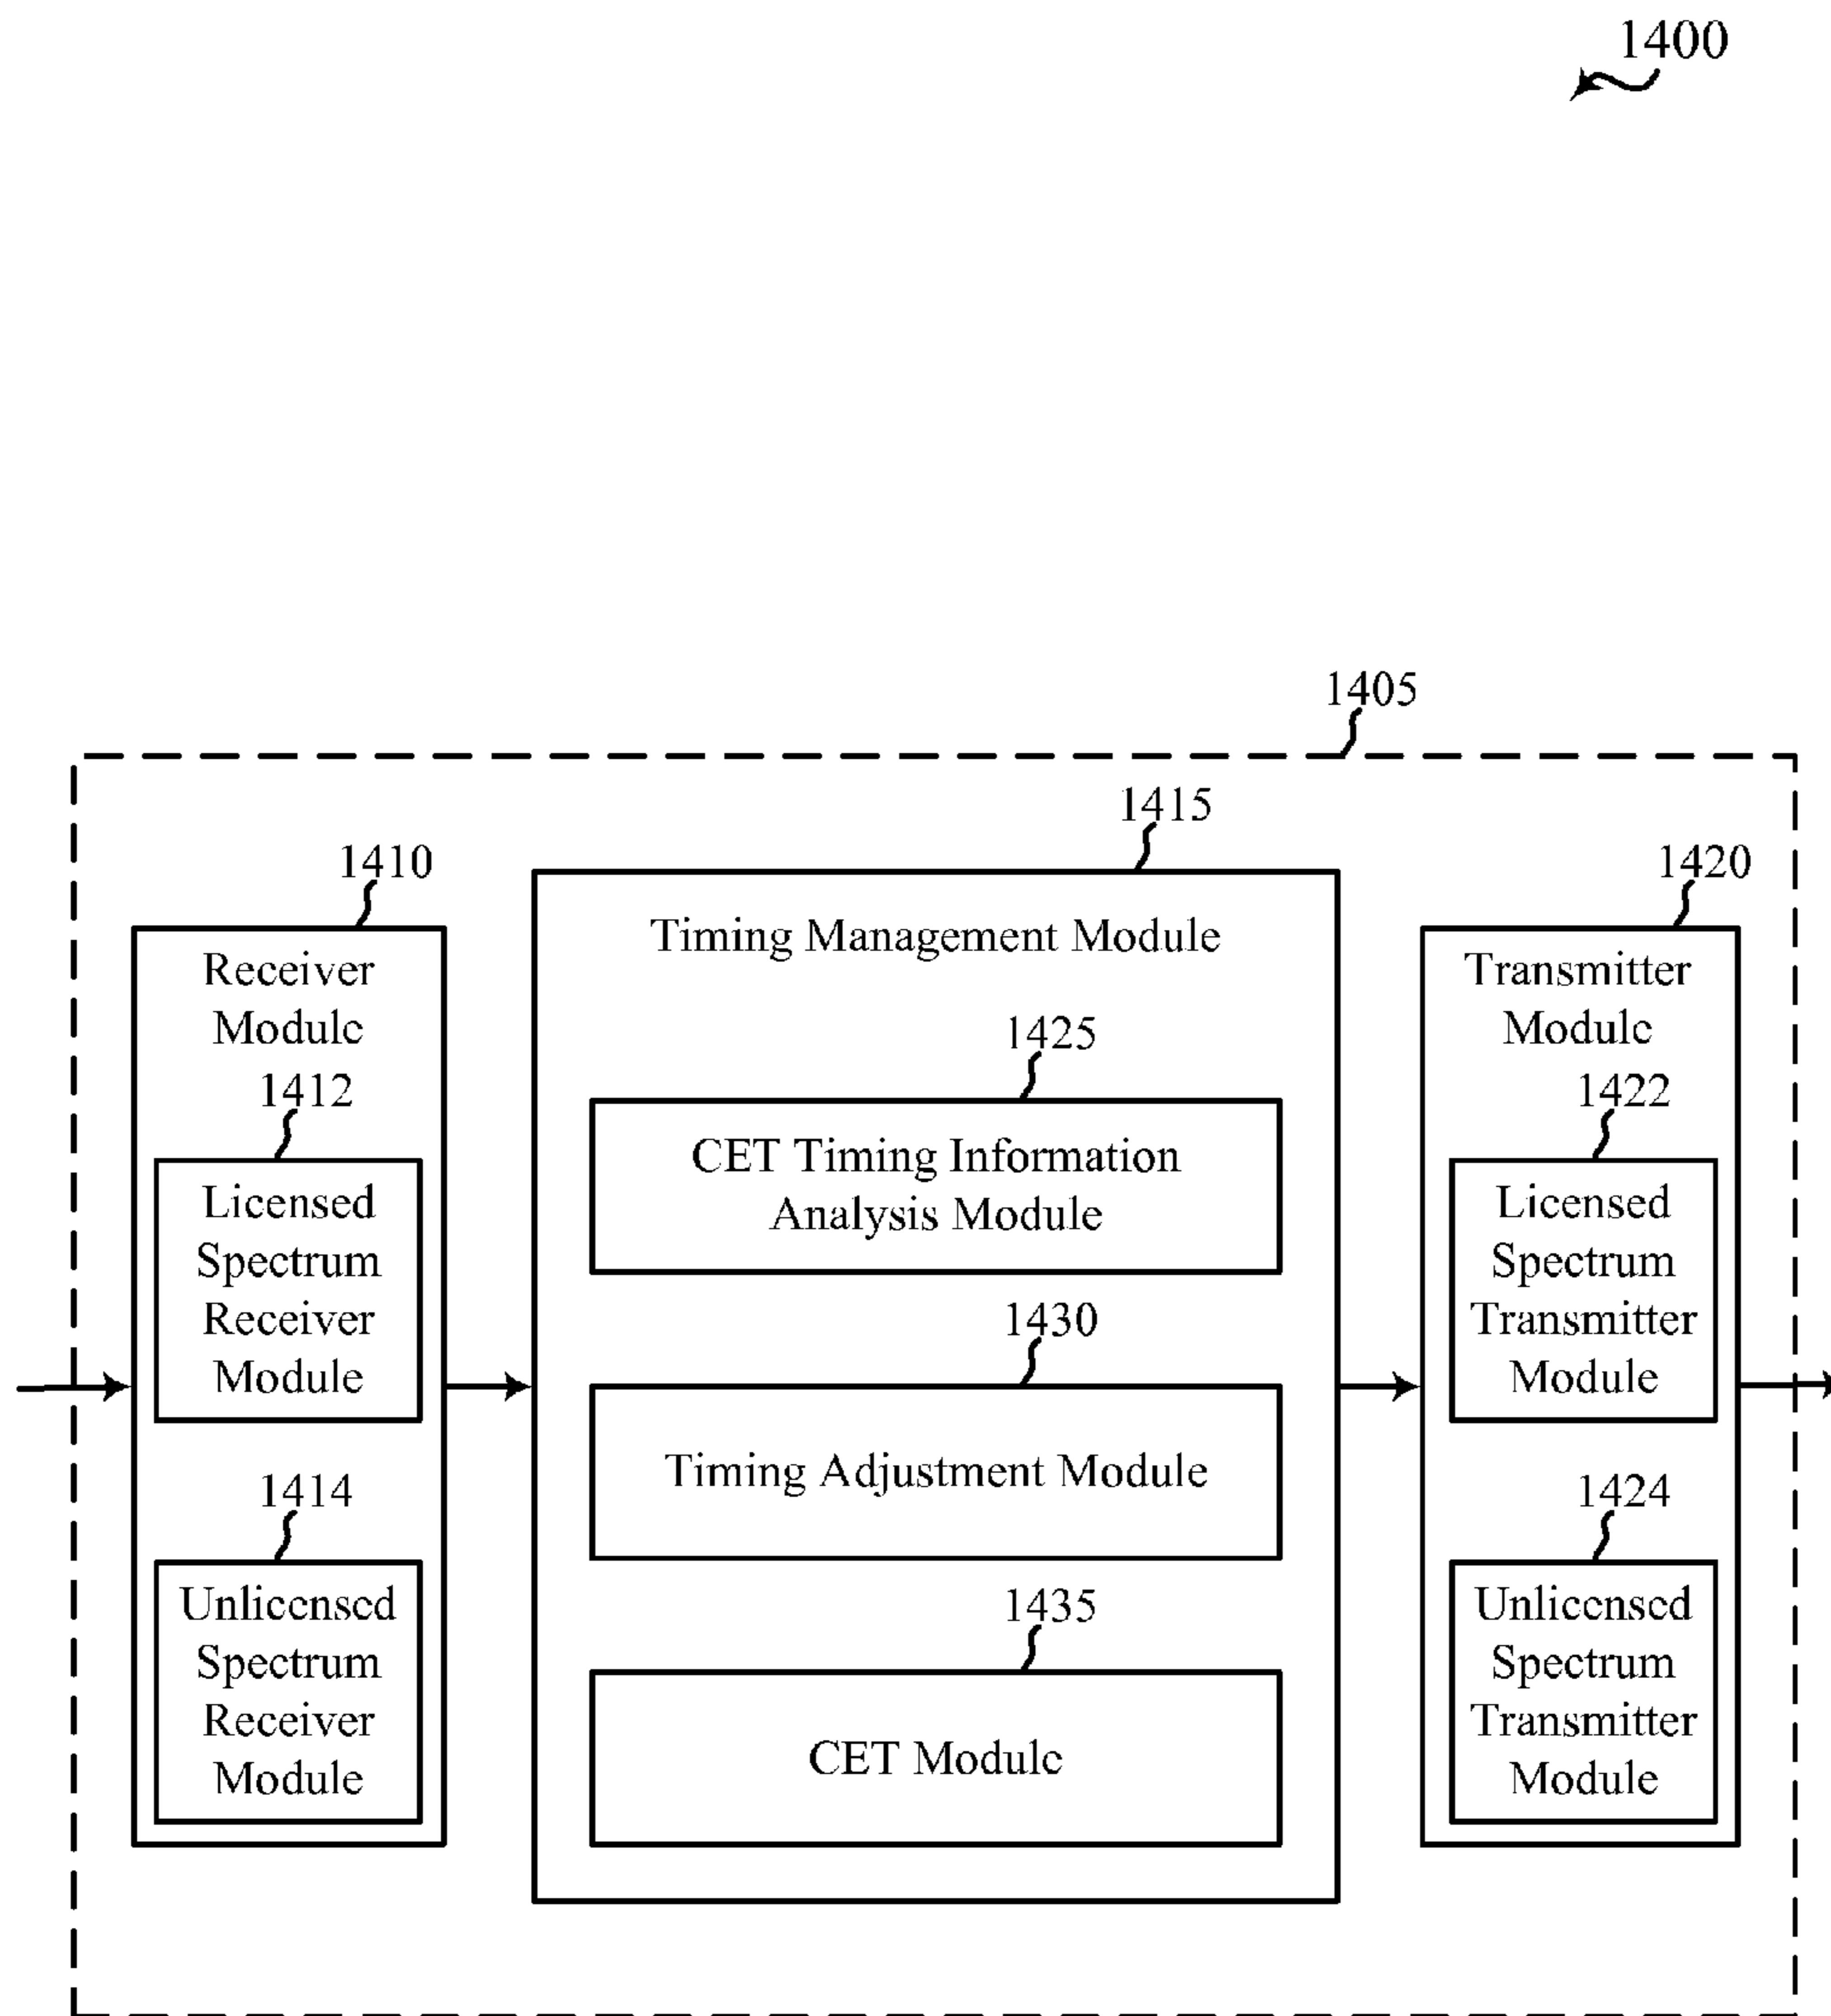 1400
1405
1415
1410
1420
Timing Management Module
Receiver
Module
Transmitter
Module
1425
1412
1422
CET Timing Information
Analysis Module
Licensed
Spectrum
Receiver
Module
Licensed
Spectrum
Transmitter
Module
1430
Timing Adjustment Module
1414
1424
Unlicensed
Spectrum
Receiver
Module
Unlicensed
Spectrum
Transmitter
Module
1435
CET Module